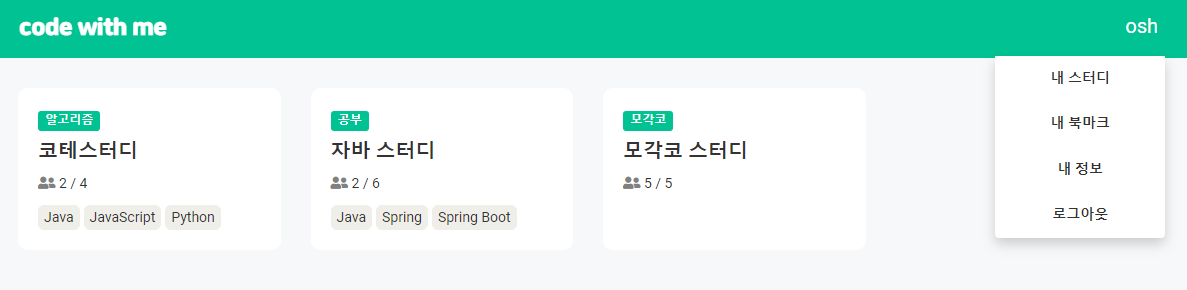 code with me
osh
알고리즘
코테스터디
2 / 4
Java JavaScript Python
공부
자바 스터디
2 / 6
Java Spring Spring Boot
모각코
모각코 스터디
5 / 5
내 스터디
내 북마크
내 정보
로그아웃